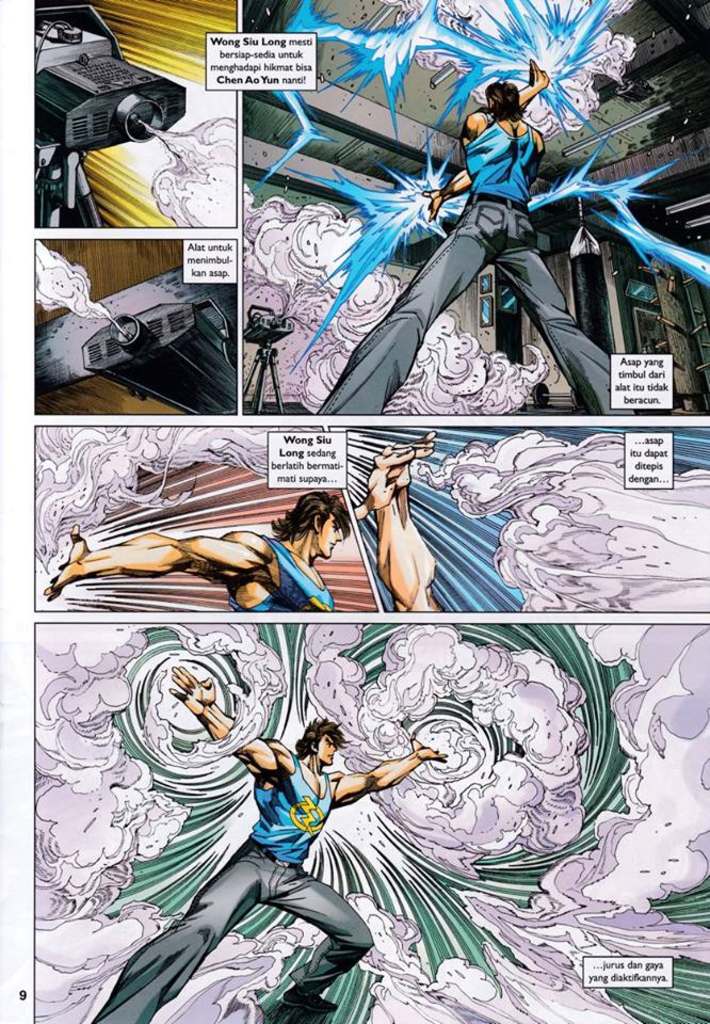 Wong Siu Long mesti
bersiap-sedia untuk
menghadapi hikmat bisa
Chen Ao Yun nanti!
Alat untuk
menimbul-
kan asap.
Asap yang
timbul dari
alat itu tidak
beracun.
Wong Siu
Long sedang
berlatih bermati-
mati supaya...
...asap
itu dapat
ditepis
dengan...
...jurus dan gaya
yang diaktifkannya.
9